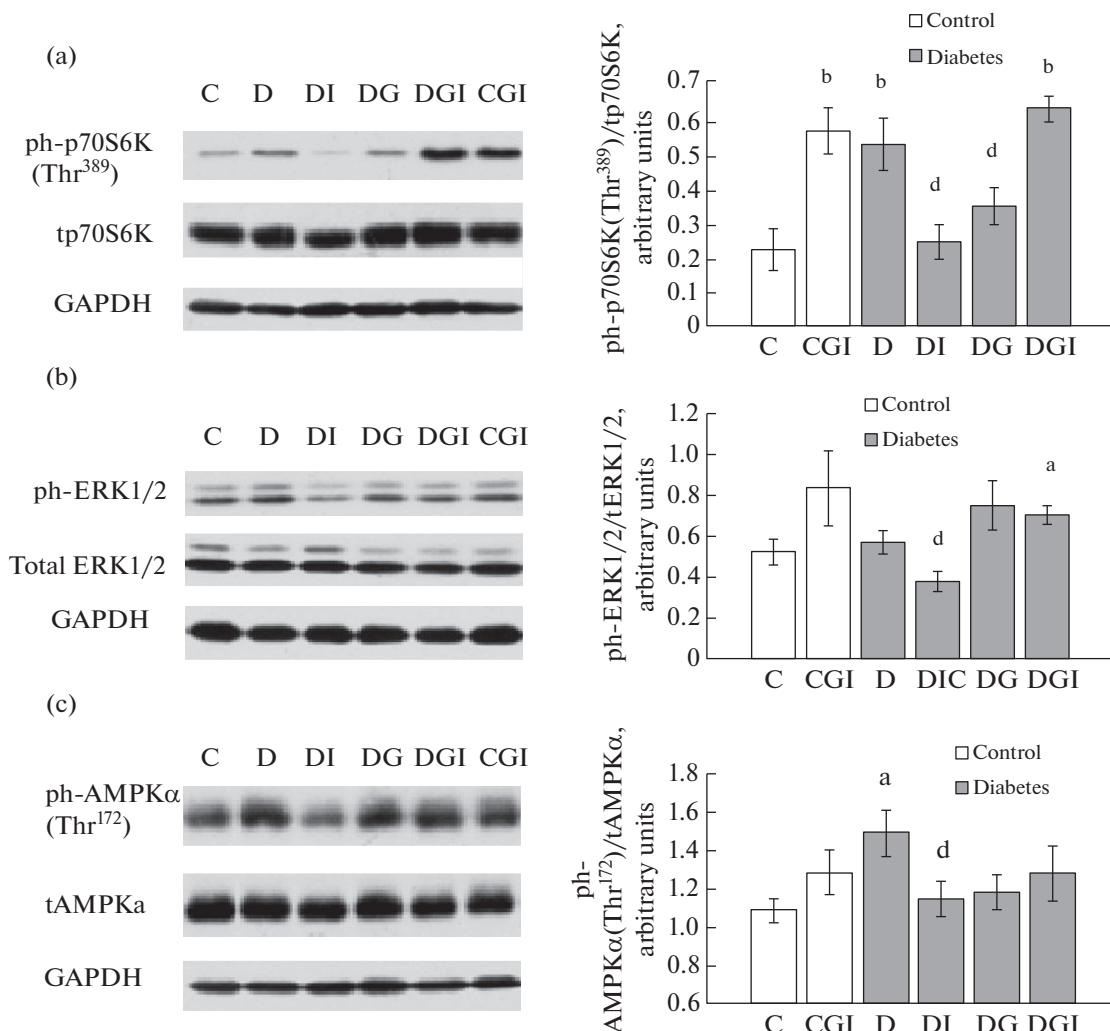 (a)
C D DI DG DGI CGI
ph-p70S6K
(Thr³⁸⁹)
tp70S6K
GAPDH
Control
Diabetes
ph-p70S6K(Thr³⁸⁹)/tp70S6K,
arbitrary units
0.7
0.6
0.5
0.4
0.3
0.2
0.1
0
b b d d b
C CGI D DI DG DGI
(b)
C D DI DG DGI CGI
ph-ERK1/2
Total ERK1/2
GAPDH
Control
Diabetes
ph-ERK1/2/tERK1/2,
arbitrary units
1.2
1.0
0.8
0.6
0.4
0.2
0
d a
C CGI D DIC DG DGI
(c)
C D DI DG DGI CGI
ph-AMPKα
(Thr¹⁷²)
tAMPKa
GAPDH
Control
Diabetes
ph-
AMPKα(Thr¹⁷²)/tAMPKα,
arbitrary units
1.8
1.6
1.4
1.2
1.0
0.6
a d
C CGI D DI DG DGI